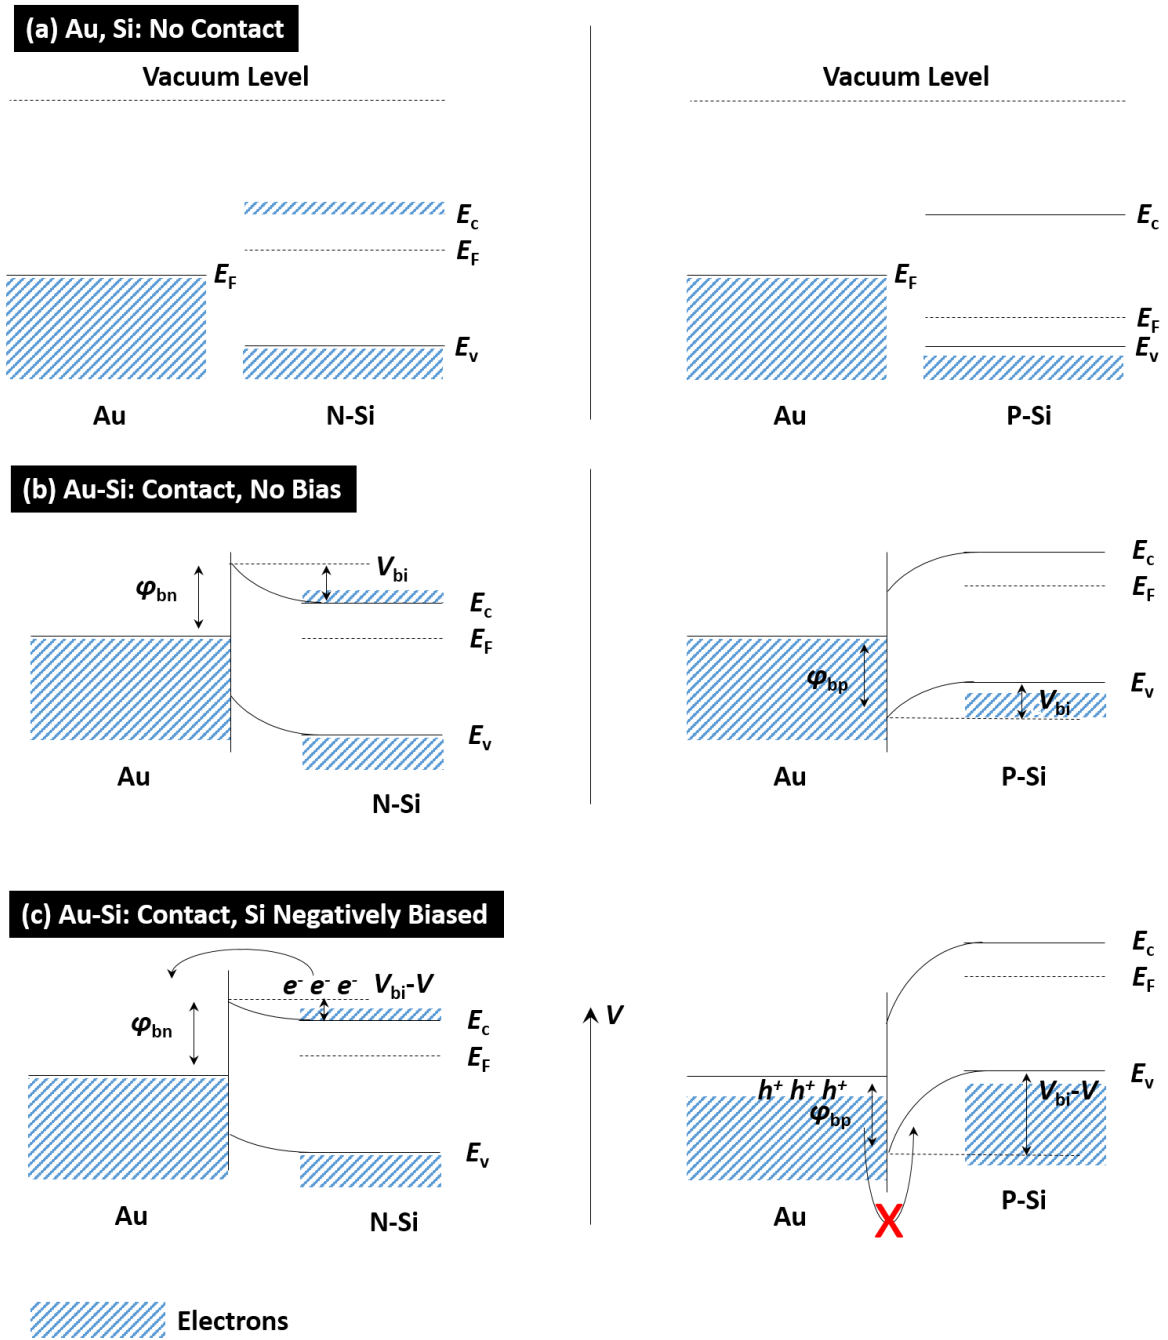 (a) Au, Si: No Contact
Vacuum Level
Vacuum Level
Ec
EF
EF
Ev
Au
N-Si
Ec
EF
EF
Ev
Au
P-Si
(b) Au-Si: Contact, No Bias
φbn
Vbi
Ec
EF
Ev
Au
N-Si
Ec
EF
φbp
Ev
Vbi
Au
P-Si
(c) Au-Si: Contact, Si Negatively Biased
e- e- e- Vbi-V
φbn
Ec
EF
Ev
Au
N-Si
V
Ec
EF
Ev
h+ h+ h+
Vbi-V
φbp
X
Au
P-Si
Electrons